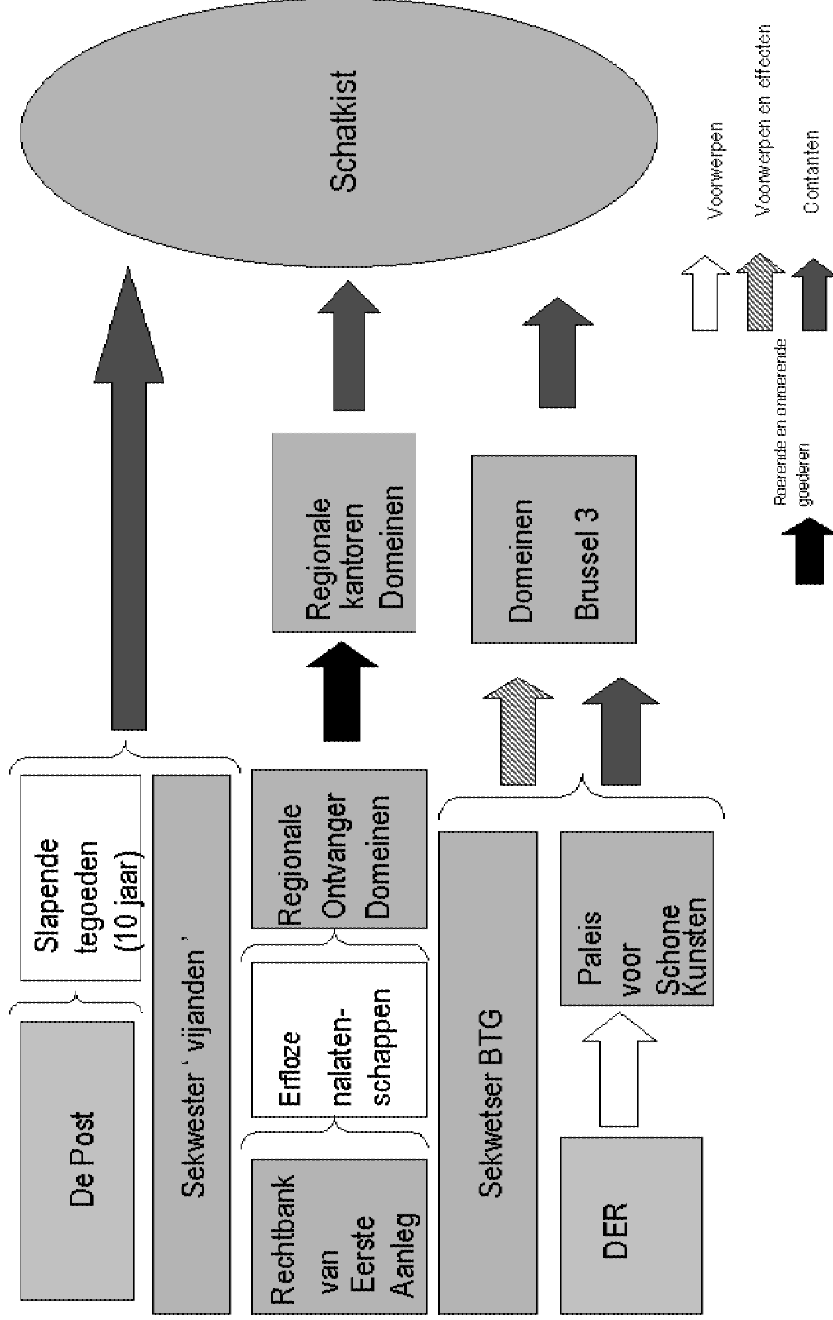 De Post
Slapende
tegoeden
(10 jaar)
Sekwester ‘ vijanden ’
Rechtbank
van
Eerste
Aanleg
Erfloze
nalaten-
schappen
Regionale
Ontvanger
Domeinen
Regionale
kantoren
Domeinen
Sekwetser BTG
DER
Paleis
voor
Schone
Kunsten
Domeinen
Brussel 3
Schatkist
Roerende en onroerende
goederen
Voorwerpen
Voorwerpen en effecten
Contanten